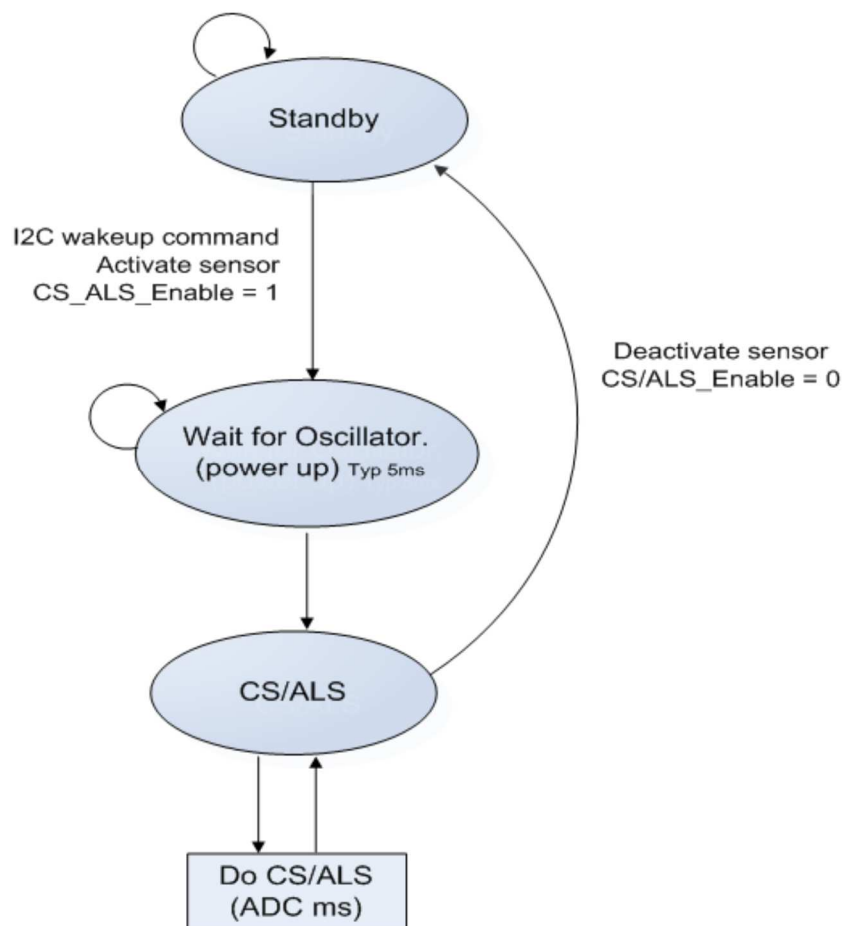 Standby
I2C wakeup command
Activate sensor
CS_ALS_Enable = 1
Deactivate sensor
CS/ALS_Enable = 0
Wait for Oscillator.
(power up) Typ 5ms
CS/ALS
Do CS/ALS
(ADC ms)